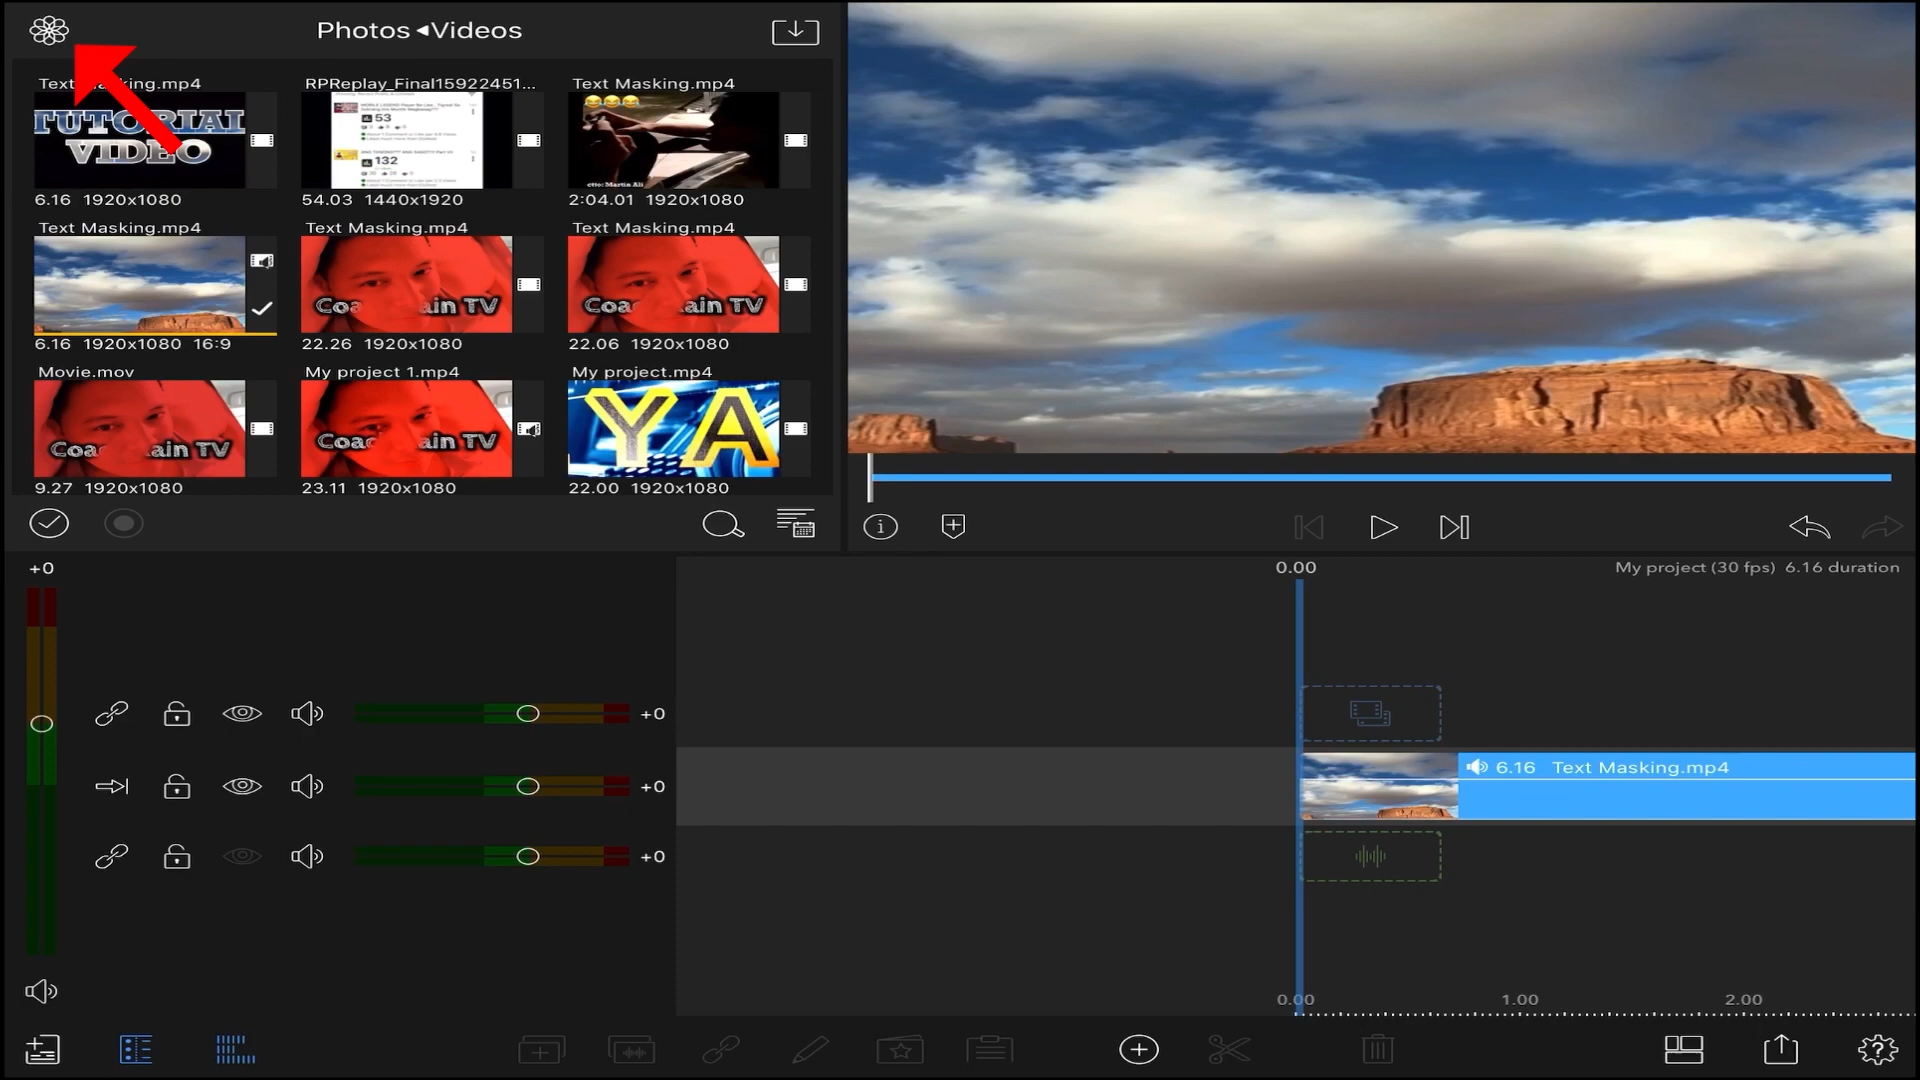 Photos ◂Videos
Text Masking.mp4
RPReplay_Final15922451...
Text Masking.mp4
TUTORIAL
VIDEO
53
132
etto: Martin Ali
6.16 1920x1080
54.03 1440x1920
2:04.01 1920x1080
Text Masking.mp4
Text Masking.mp4
Text Masking.mp4
Coa ain TV
Coa ain TV
6.16 1920x1080 16:9
22.26 1920x1080
22.06 1920x1080
Movie.mov
My project 1.mp4
My project.mp4
Coa ain TV
Coa ain TV
YA
9.27 1920x1080
23.11 1920x1080
22.00 1920x1080
+0
0.00
My project (30 fps) 6.16 duration
+0
+0
6.16 Text Masking.mp4
+0
0.00
1.00
2.00